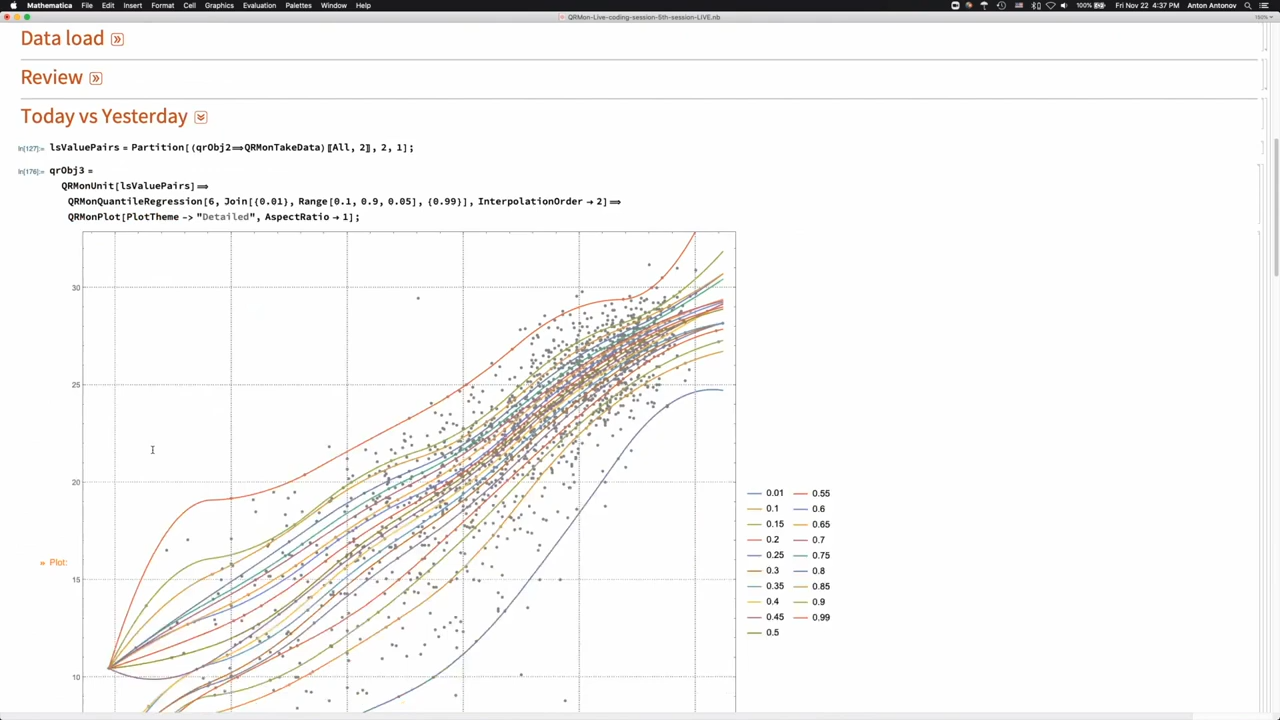 Mathematica File Edit Insert Format Cell Graphics Evaluation Palettes Window Help 100% Fri Nov 22 4:37 PM Anton Antonov
QRMon-Live-coding-session-5th-session-LIVE.nb
Data load
Review
Today vs Yesterday
In[127]:= lsValuePairs = Partition[(qrObj2⟹QRMonTakeData)〚All, 2〛, 2, 1];
In[176]:= qrObj3 =
QRMonUnit[lsValuePairs]⟹
QRMonQuantileRegression[6, Join[{0.01}, Range[0.1, 0.9, 0.05], {0.99}], InterpolationOrder → 2]⟹
QRMonPlot[PlotTheme -> "Detailed", AspectRatio → 1];
30
25
20
15
10
» Plot:
0.01 0.55
0.1 0.6
0.15 0.65
0.2 0.7
0.25 0.75
0.3 0.8
0.35 0.85
0.4 0.9
0.45 0.99
0.5